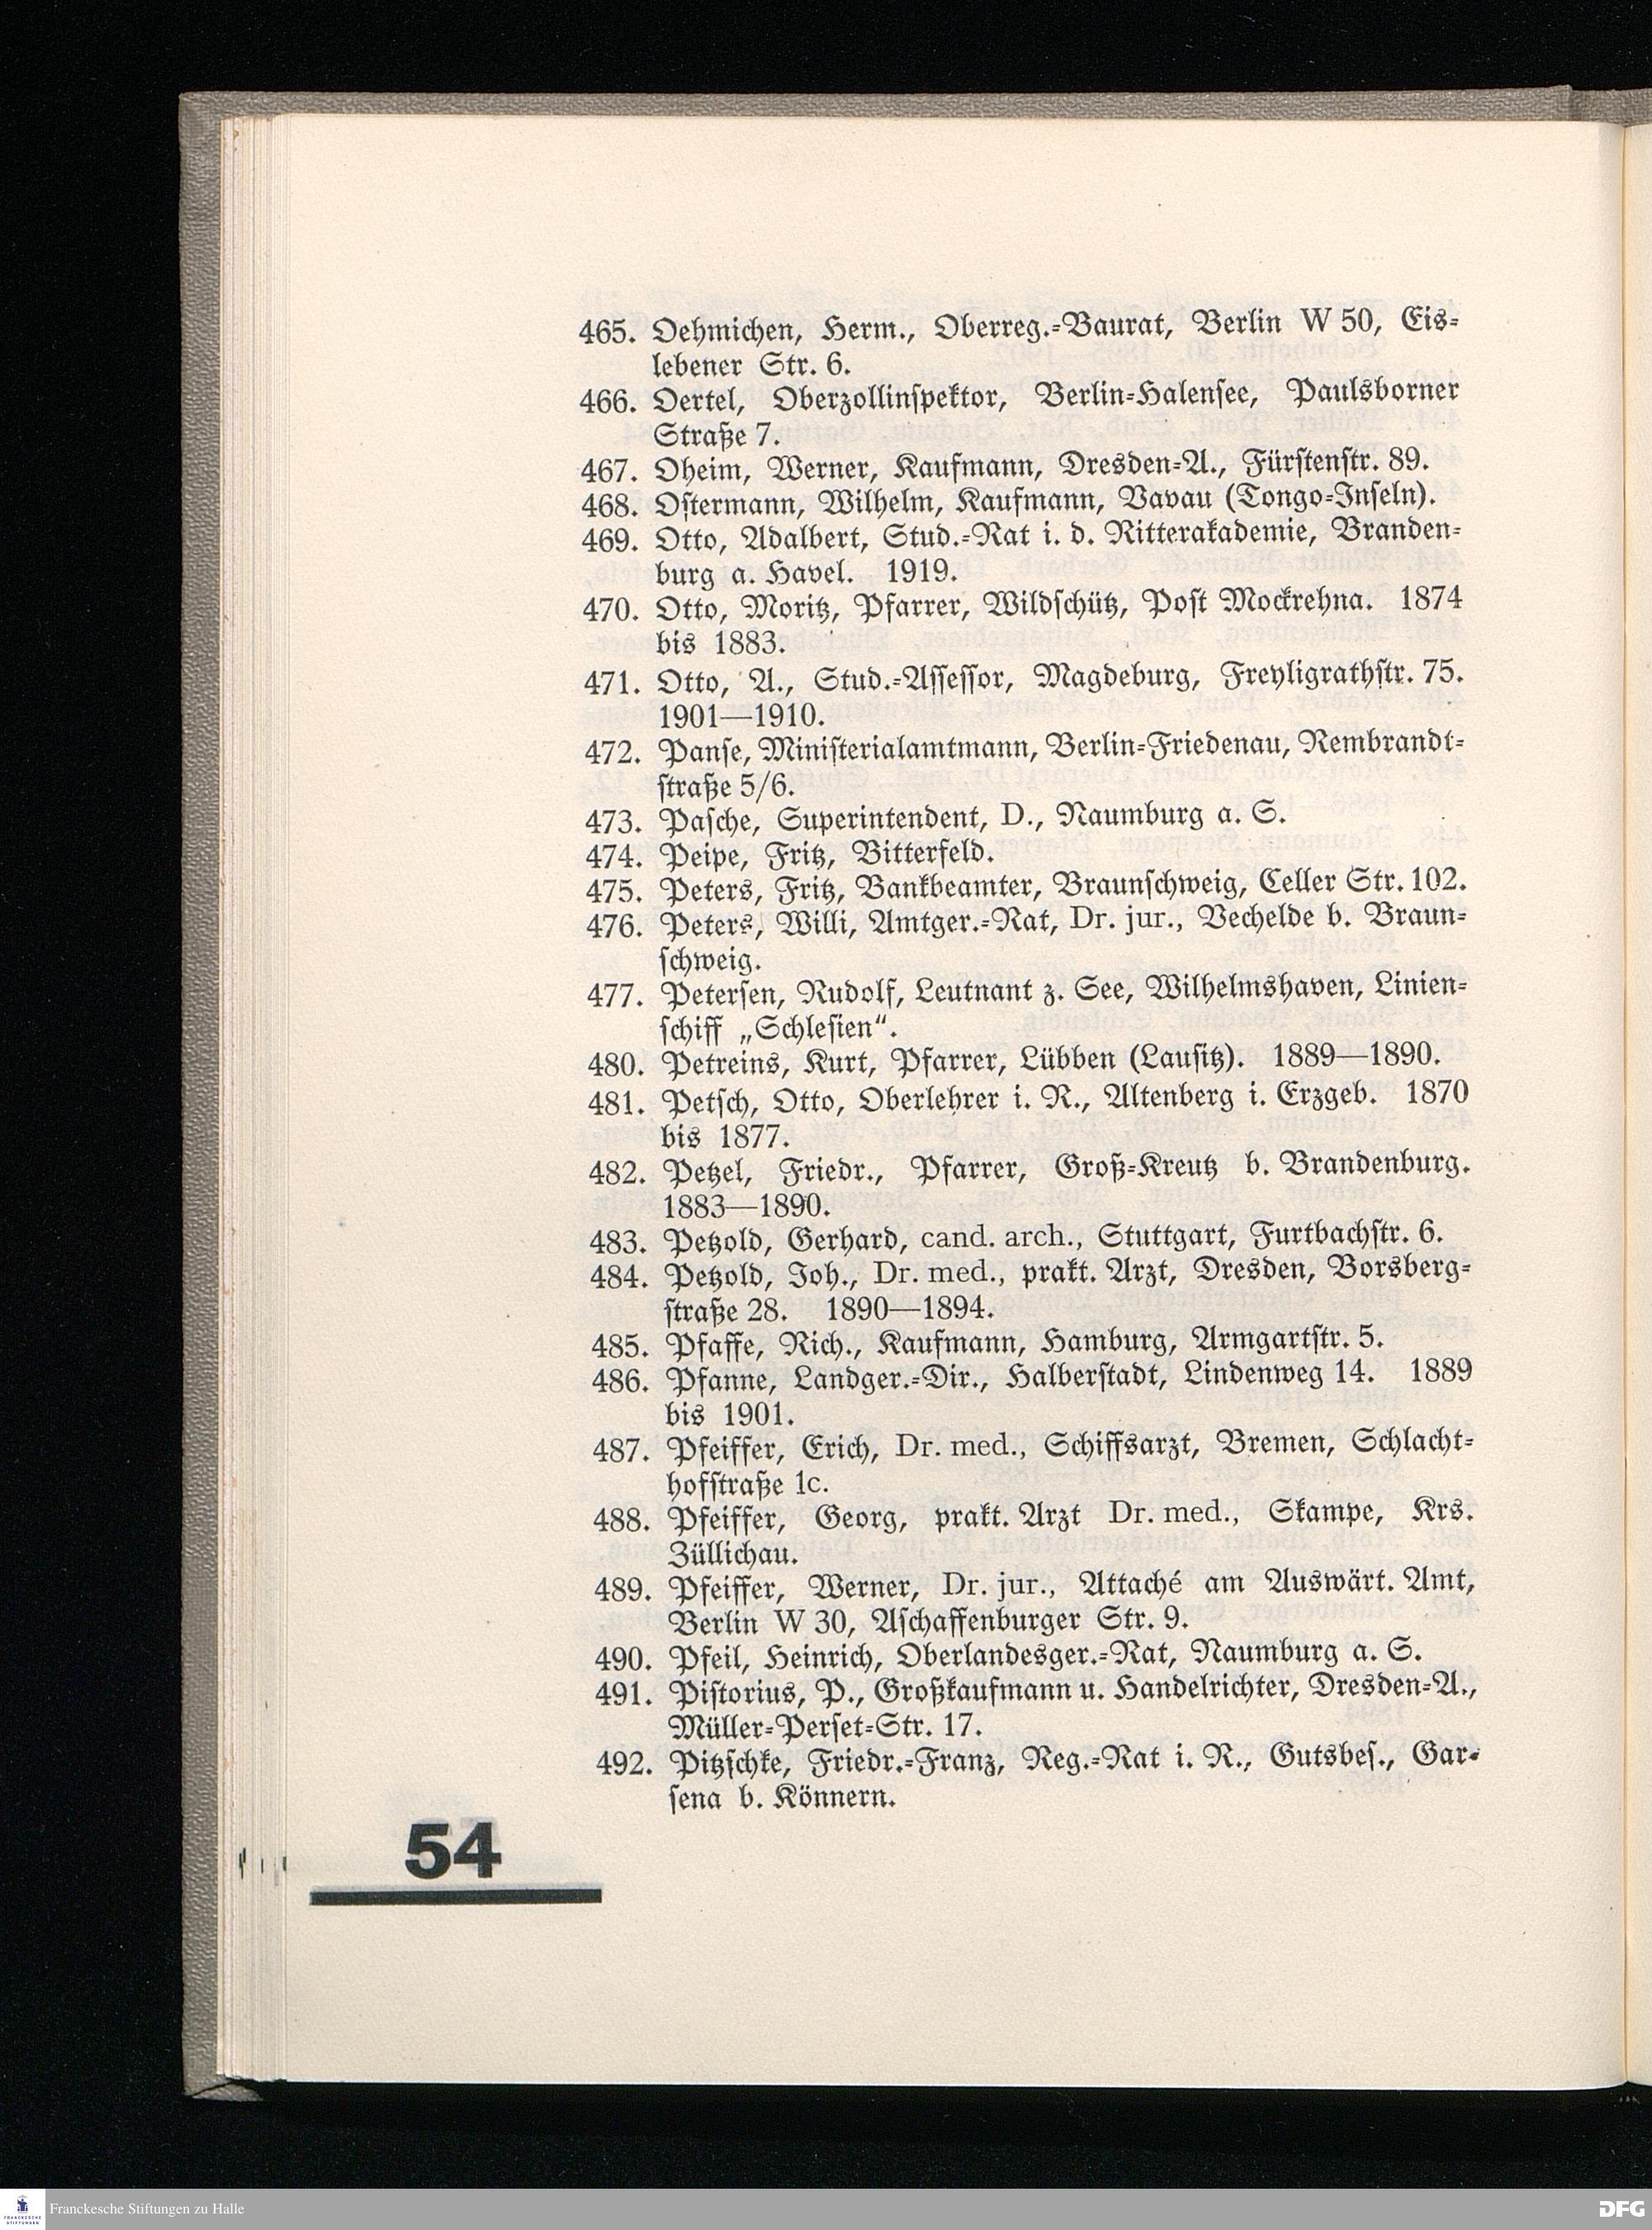 465. Oehmichen, Herm., Oberreg.-Baurat, Berlin W 50, Eis-
lebener Str. 6.
466. Oertel, Oberzollinspektor, Berlin-Halensee, Paulsborner
Straße 7.
467. Oheim, Werner, Kaufmann, Dresden-A., Fürstenstr. 89.
468. Ostermann, Wilhelm, Kaufmann, Vavau (Tongo-Inseln).
469. Otto, Adalbert, Stud.-Rat i. d. Ritterakademie, Branden-
burg a. Havel. 1919.
470. Otto, Moritz, Pfarrer, Wildschütz, Post Mockrehna. 1874
bis 1883.
471. Otto, A., Stud.-Assessor, Magdeburg, Freyligrathstr. 75.
1901—1910.
472. Panse, Ministerialamtmann, Berlin-Friedenau, Rembrandt-
straße 5/6.
473. Pasche, Superintendent, D., Naumburg a. S.
474. Peipe, Fritz, Bitterfeld.
475. Peters, Fritz, Bankbeamter, Braunschweig, Celler Str. 102.
476. Peters, Willi, Amtger.-Rat, Dr. jur., Vechelde b. Braun-
schweig.
477. Petersen, Rudolf, Leutnant z. See, Wilhelmshaven, Linien-
schiff „Schlesien“.
480. Petreins, Kurt, Pfarrer, Lübben (Lausitz). 1889—1890.
481. Petsch, Otto, Oberlehrer i. R., Altenberg i. Erzgeb. 1870
bis 1877.
482. Petzel, Friedr., Pfarrer, Groß-Kreutz b. Brandenburg.
1883—1890.
483. Petzold, Gerhard, cand. arch., Stuttgart, Furtbachstr. 6.
484. Petzold, Joh., Dr. med., prakt. Arzt, Dresden, Borsberg-
straße 28. 1890—1894.
485. Pfaffe, Rich., Kaufmann, Hamburg, Armgartstr. 5.
486. Pfanne, Landger.-Dir., Halberstadt, Lindenweg 14. 1889
bis 1901.
487. Pfeiffer, Erich, Dr. med., Schiffsarzt, Bremen, Schlacht-
hofstraße 1c.
488. Pfeiffer, Georg, prakt. Arzt Dr. med., Skampe, Krs.
Züllichau.
489. Pfeiffer, Werner, Dr. jur., Attaché am Auswärt. Amt,
Berlin W 30, Aschaffenburger Str. 9.
490. Pfeil, Heinrich, Oberlandesger.-Rat, Naumburg a. S.
491. Pistorius, P., Großkaufmann u. Handelrichter, Dresden-A.,
Müller-Perset-Str. 17.
492. Pitzschke, Friedr.-Franz, Reg.-Rat i. R., Gutsbes., Gar-
sena b. Könnern.
54
Franckesche Stiftungen zu Halle
DFG